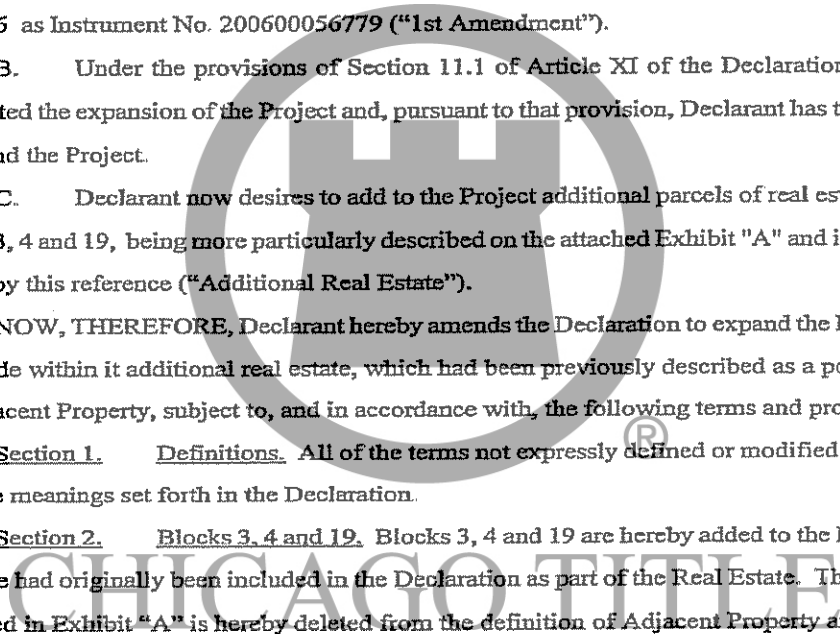 as Instrument No. 200600056779 (“1st Amendment”).
B. Under the provisions of Section 11.1 of Article XI of the Declaration
ted the expansion of the Project and, pursuant to that provision, Declarant has t
nd the Project.
C. Declarant now desires to add to the Project additional parcels of real es
3, 4 and 19, being more particularly described on the attached Exhibit "A" and i
by this reference (“Additional Real Estate”).
NOW, THEREFORE, Declarant hereby amends the Declaration to expand the
de within it additional real estate, which had been previously described as a po
acent Property, subject to, and in accordance with, the following terms and pro
Section 1. Definitions. All of the terms not expressly defined or modified
®
e meanings set forth in the Declaration.
Section 2. Blocks 3, 4 and 19. Blocks 3, 4 and 19 are hereby added to the
e had originally been included in the Declaration as part of the Real Estate. Th
CHICAGO TITLE
ed in Exhibit “A” is hereby deleted from the definition of Adjacent Property a